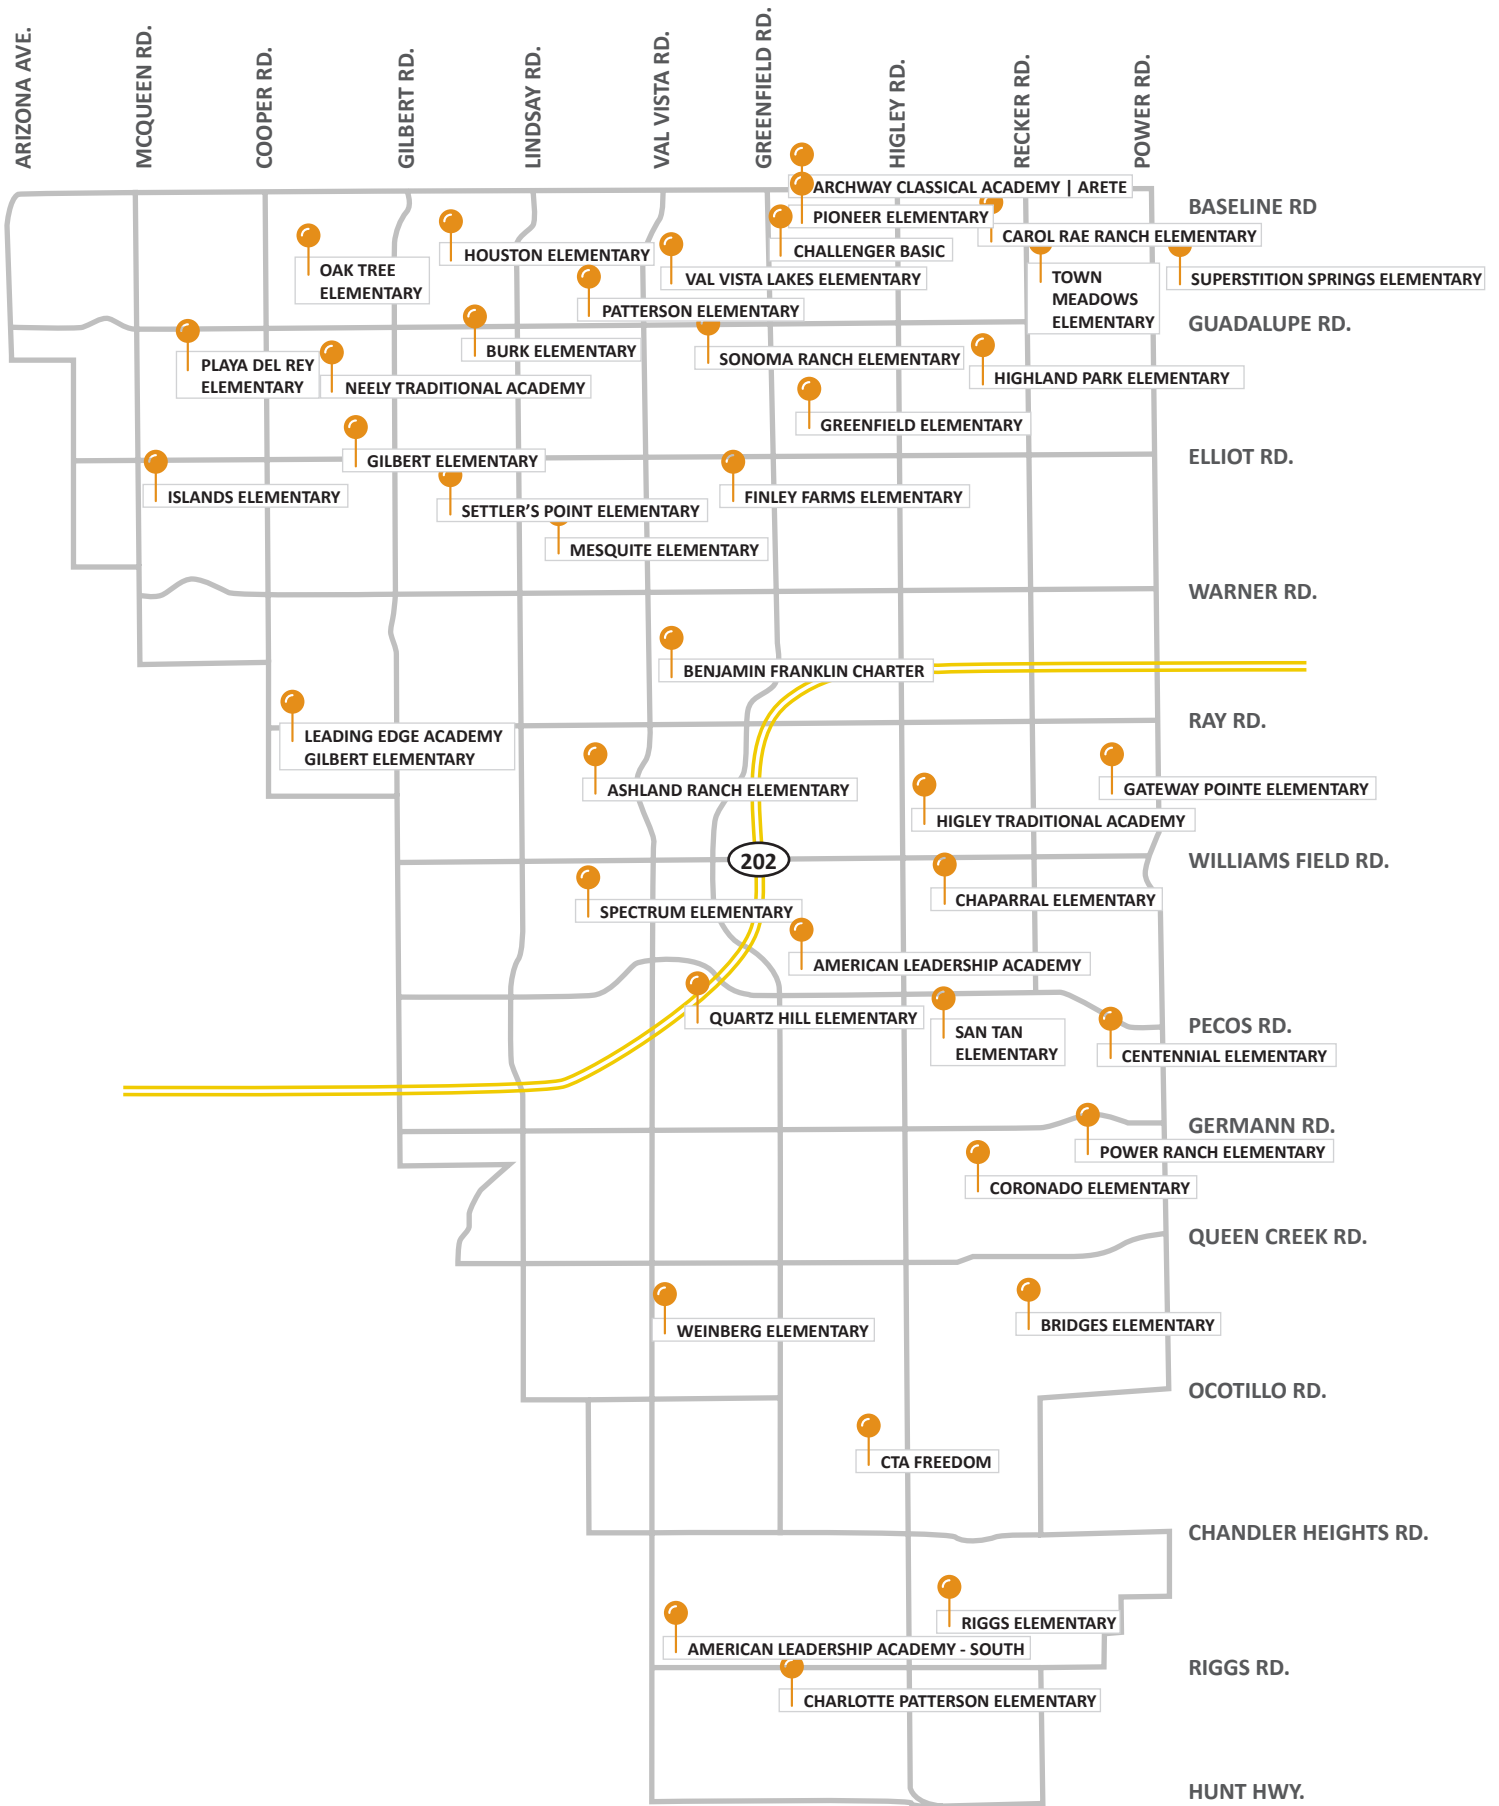 ARIZONA AVE.
MCQUEEN RD.
COOPER RD.
GILBERT RD.
LINDSAY RD.
VAL VISTA RD.
GREENFIELD RD.
HIGLEY RD.
RECKER RD.
POWER RD.
ARCHWAY CLASSICAL ACADEMY | ARETE
BASELINE RD
PIONEER ELEMENTARY
CAROL RAE RANCH ELEMENTARY
HOUSTON ELEMENTARY
CHALLENGER BASIC
OAK TREE
ELEMENTARY
VAL VISTA LAKES ELEMENTARY
TOWN
MEADOWS
ELEMENTARY
SUPERSTITION SPRINGS ELEMENTARY
PATTERSON ELEMENTARY
GUADALUPE RD.
BURK ELEMENTARY
SONOMA RANCH ELEMENTARY
PLAYA DEL REY
ELEMENTARY
NEELY TRADITIONAL ACADEMY
HIGHLAND PARK ELEMENTARY
GREENFIELD ELEMENTARY
GILBERT ELEMENTARY
ELLIOT RD.
ISLANDS ELEMENTARY
FINLEY FARMS ELEMENTARY
SETTLER'S POINT ELEMENTARY
MESQUITE ELEMENTARY
WARNER RD.
BENJAMIN FRANKLIN CHARTER
RAY RD.
LEADING EDGE ACADEMY
GILBERT ELEMENTARY
ASHLAND RANCH ELEMENTARY
GATEWAY POINTE ELEMENTARY
HIGLEY TRADITIONAL ACADEMY
202
WILLIAMS FIELD RD.
CHAPARRAL ELEMENTARY
SPECTRUM ELEMENTARY
AMERICAN LEADERSHIP ACADEMY
QUARTZ HILL ELEMENTARY
SAN TAN
ELEMENTARY
PECOS RD.
CENTENNIAL ELEMENTARY
GERMANN RD.
POWER RANCH ELEMENTARY
CORONADO ELEMENTARY
QUEEN CREEK RD.
BRIDGES ELEMENTARY
WEINBERG ELEMENTARY
OCOTILLO RD.
CTA FREEDOM
CHANDLER HEIGHTS RD.
RIGGS ELEMENTARY
AMERICAN LEADERSHIP ACADEMY - SOUTH
RIGGS RD.
CHARLOTTE PATTERSON ELEMENTARY
HUNT HWY.